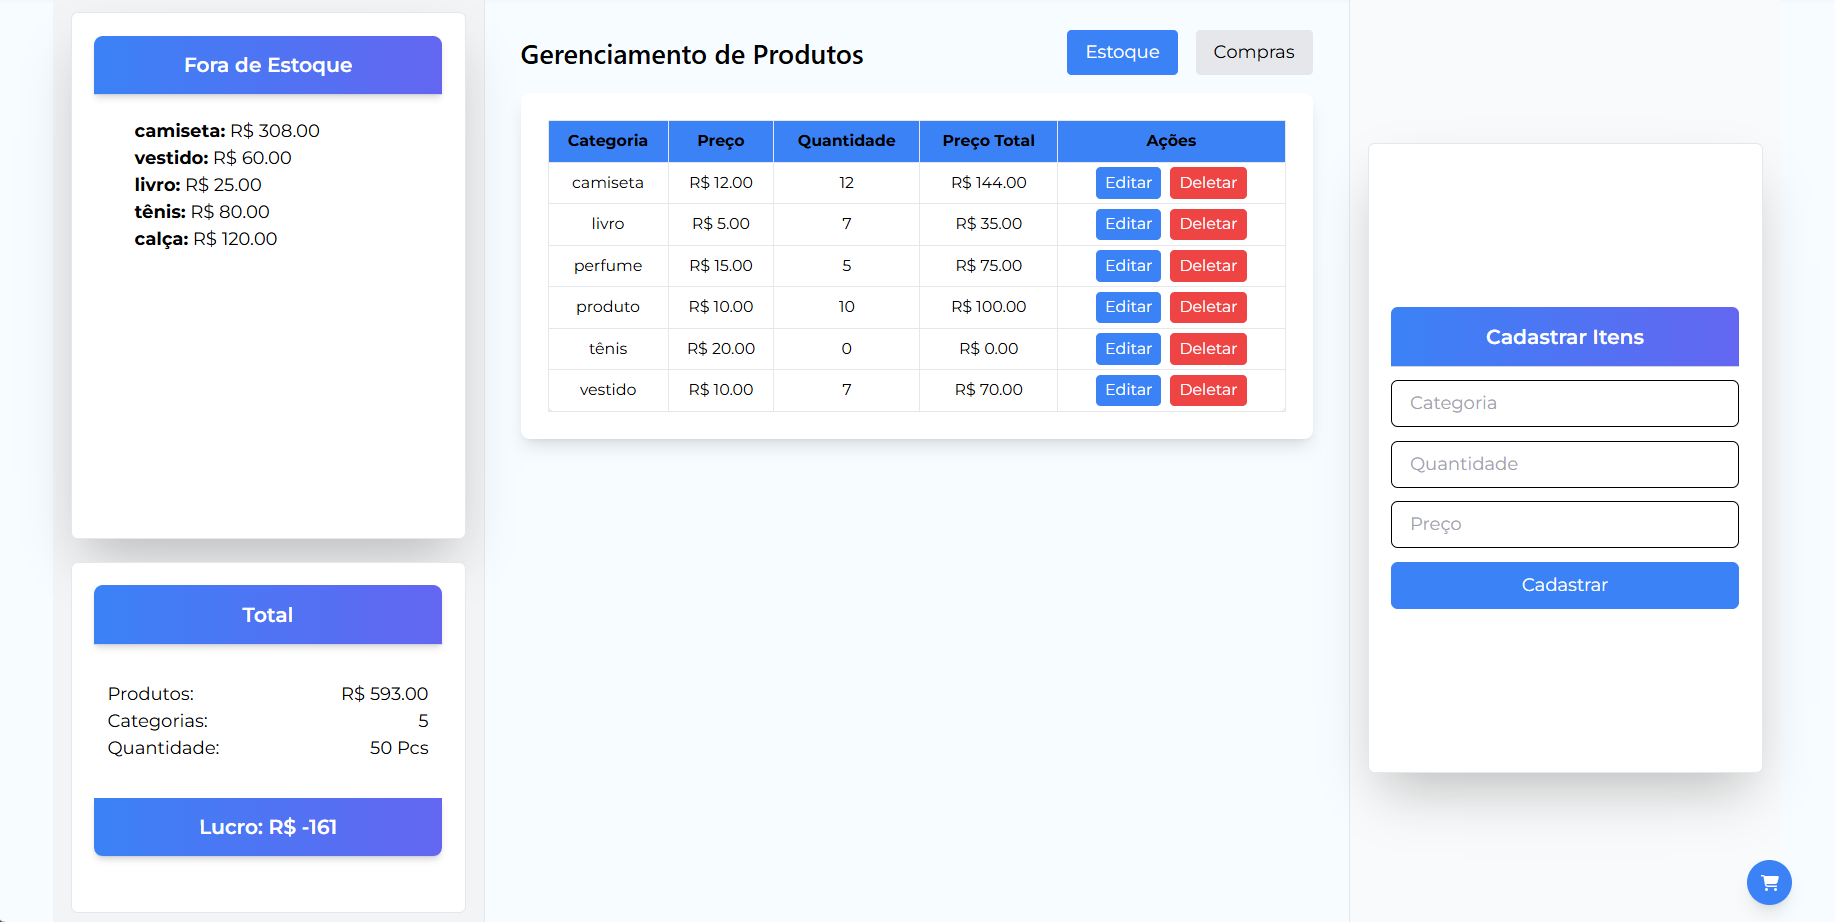 Fora de Estoque
camiseta: R$ 308.00
vestido: R$ 60.00
livro: R$ 25.00
tênis: R$ 80.00
calça: R$ 120.00
Total
Produtos: R$ 593.00
Categorias: 5
Quantidade: 50 Pcs
Lucro: R$ -161
Gerenciamento de Produtos
Estoque
Compras
Categoria Preço Quantidade Preço Total Ações
camiseta R$ 12.00 12 R$ 144.00 Editar Deletar
livro R$ 5.00 7 R$ 35.00 Editar Deletar
perfume R$ 15.00 5 R$ 75.00 Editar Deletar
produto R$ 10.00 10 R$ 100.00 Editar Deletar
tênis R$ 20.00 0 R$ 0.00 Editar Deletar
vestido R$ 10.00 7 R$ 70.00 Editar Deletar
Cadastrar Itens
Categoria
Quantidade
Preço
Cadastrar